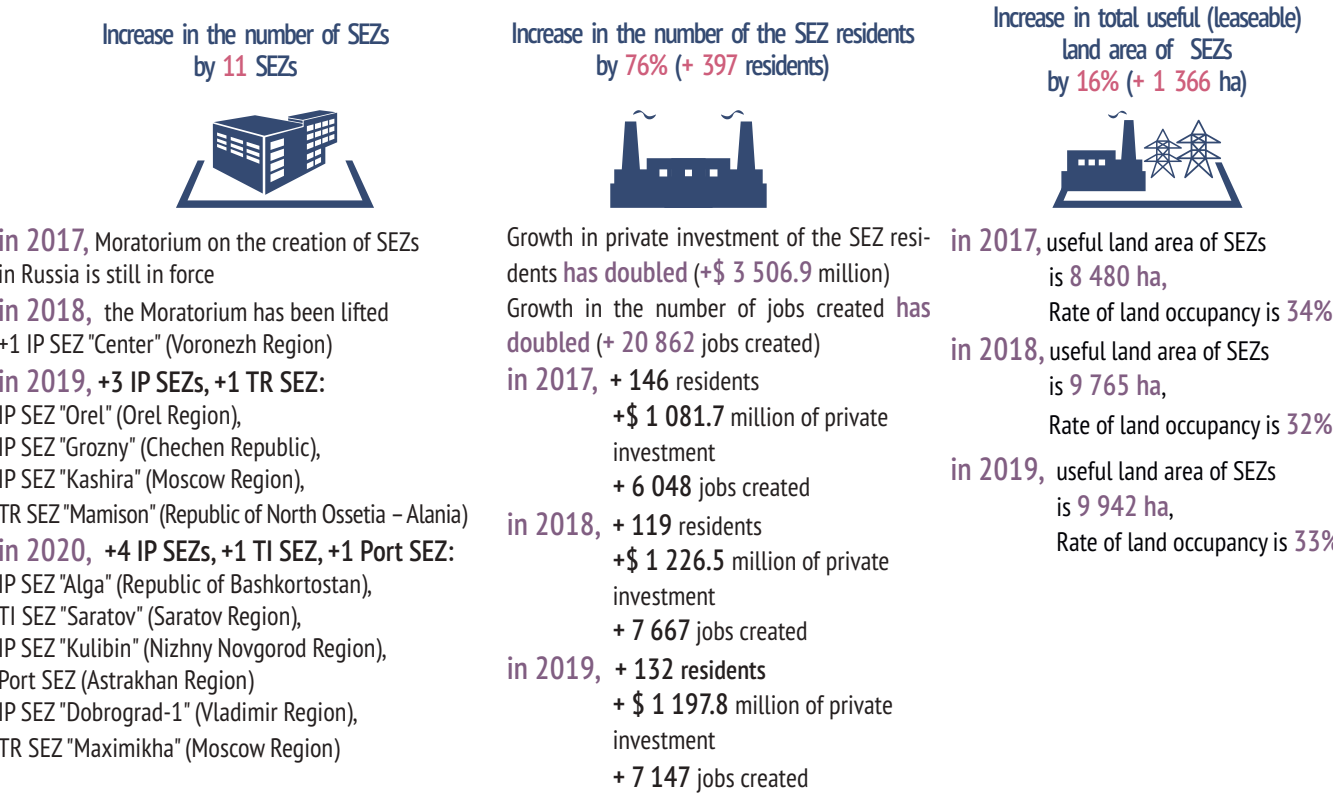 Increase in the number of SEZs
by 11 SEZs
in 2017, Moratorium on the creation of SEZs
in Russia is still in force
in 2018, the Moratorium has been lifted
+1 IP SEZ "Center" (Voronezh Region)
in 2019, +3 IP SEZs, +1 TR SEZ:
IP SEZ "Orel" (Orel Region),
IP SEZ "Grozny" (Chechen Republic),
IP SEZ "Kashira" (Moscow Region),
TR SEZ "Mamison" (Republic of North Ossetia – Alania)
in 2020, +4 IP SEZs, +1 TI SEZ, +1 Port SEZ:
IP SEZ "Alga" (Republic of Bashkortostan),
TI SEZ "Saratov" (Saratov Region),
IP SEZ "Kulibin" (Nizhny Novgorod Region),
Port SEZ (Astrakhan Region)
IP SEZ "Dobrograd-1" (Vladimir Region),
TR SEZ "Maximikha" (Moscow Region)
Increase in the number of the SEZ residents
by 76% (+ 397 residents)
Growth in private investment of the SEZ resi-
dents has doubled (+$ 3 506.9 million)
Growth in the number of jobs created has
doubled (+ 20 862 jobs created)
in 2017, + 146 residents
+$ 1 081.7 million of private
investment
+ 6 048 jobs created
in 2018, + 119 residents
+$ 1 226.5 million of private
investment
+ 7 667 jobs created
in 2019, + 132 residents
+ $ 1 197.8 million of private
investment
+ 7 147 jobs created
Increase in total useful (leaseable)
land area of SEZs
by 16% (+ 1 366 ha)
in 2017, useful land area of SEZs
is 8 480 ha,
Rate of land occupancy is 34%
in 2018, useful land area of SEZs
is 9 765 ha,
Rate of land occupancy is 32%
in 2019, useful land area of SEZs
is 9 942 ha,
Rate of land occupancy is 33%